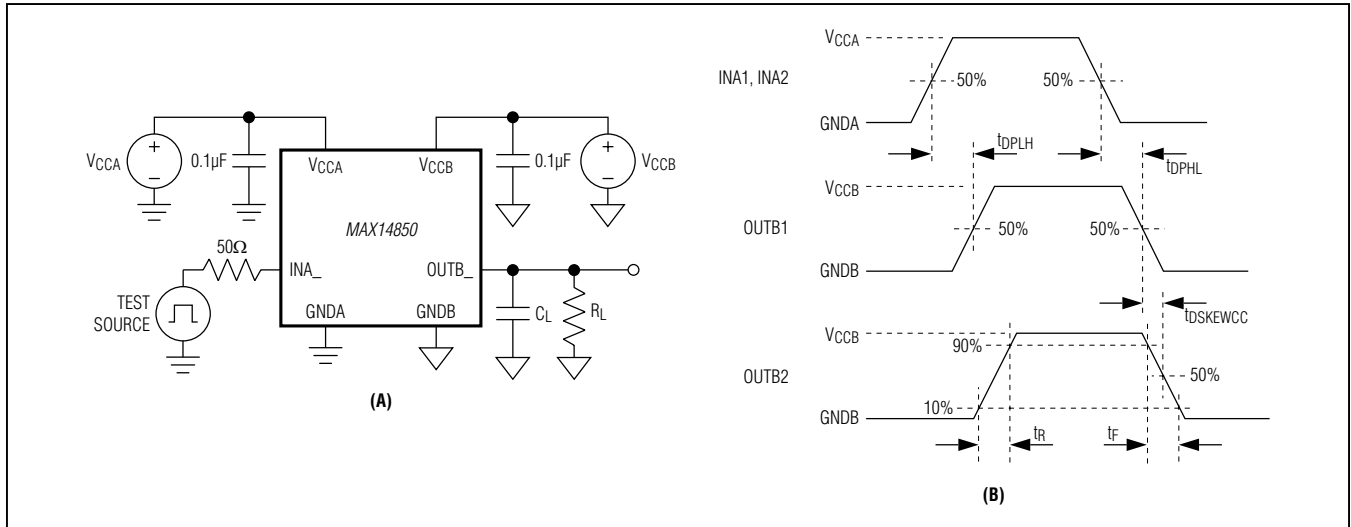 VCCA
0.1µF
VCCA
VCCB
0.1µF
VCCB
MAX14850
50Ω
INA_
OUTB_
TEST
SOURCE
GNDA
GNDB
CL
RL
(A)
INA1, INA2
VCCA
50%
50%
GNDA
tDPLH
tDPHL
OUTB1
VCCB
50%
50%
GNDB
tDSKEWCC
OUTB2
VCCB
90%
50%
10%
GNDB
tR
tF
(B)